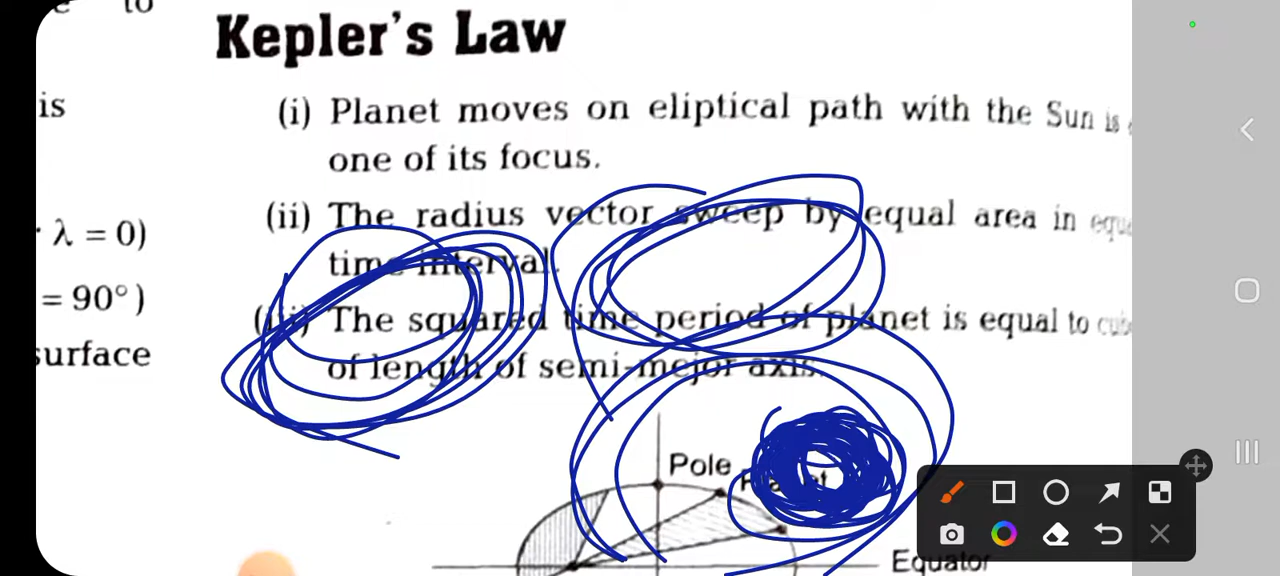 to
Kepler's Law
is
(i) Planet moves on eliptical path with the Sun is
one of its focus.
(ii) The radius vector sweep by equal area in
λ = 0)
time interval.
= 90°)
(iii) The squared time period of planet is equal to
surface
of length of semi-mejor axis.
Pole
Equator